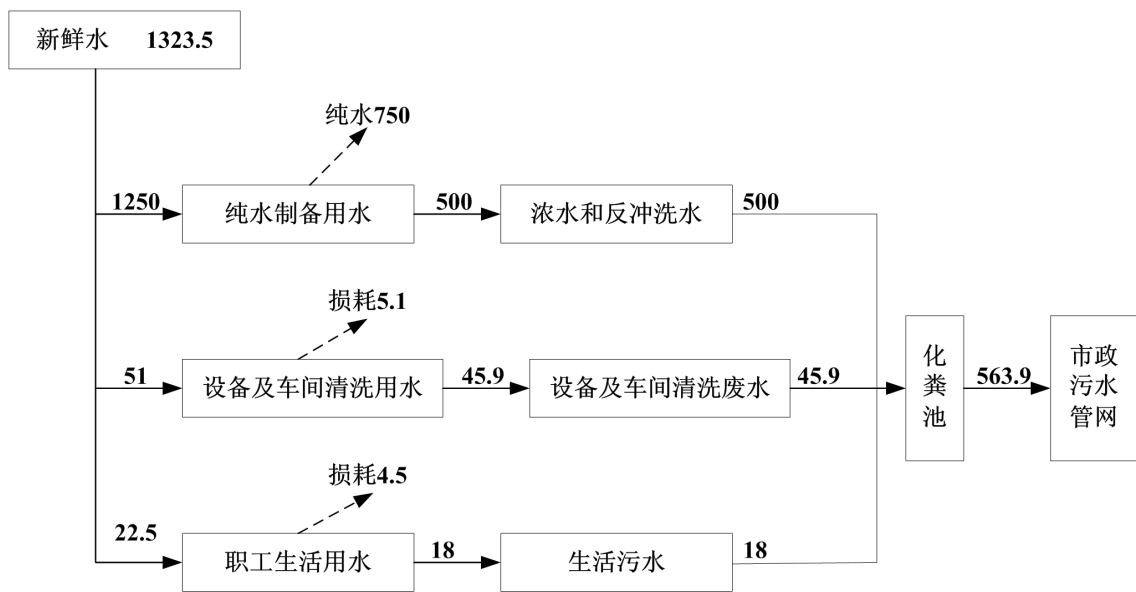 新鲜水 1323.5
纯水750
1250
纯水制备用水
500
浓水和反冲洗水
500
损耗5.1
51
设备及车间清洗用水
45.9
设备及车间清洗废水
45.9
化
粪
池
563.9
市政
污水
管网
损耗4.5
22.5
职工生活用水
18
生活污水
18